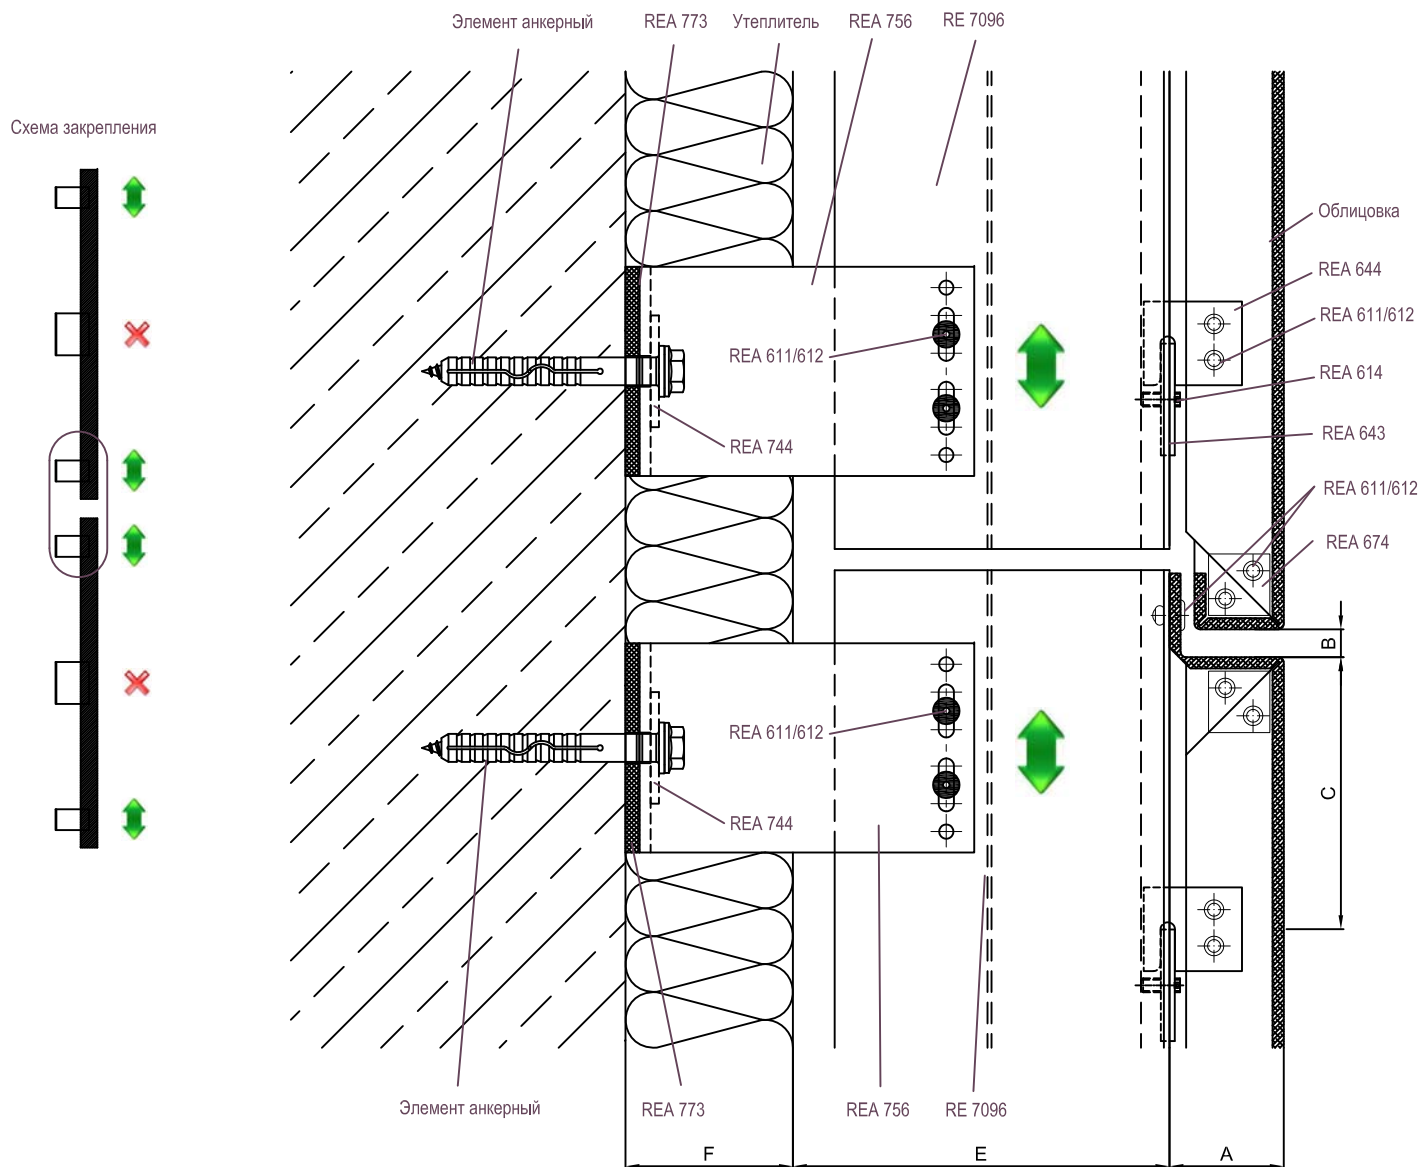 Элемент анкерный
REA 773
Утеплитель
REA 756
RE 7096
Схема закрепления
Облицовка
REA 644
REA 611/612
REA 611/612
REA 614
REA 744
REA 643
REA 611/612
REA 674
B
REA 611/612
C
REA 744
Элемент анкерный
REA 773
REA 756
RE 7096
F
E
A